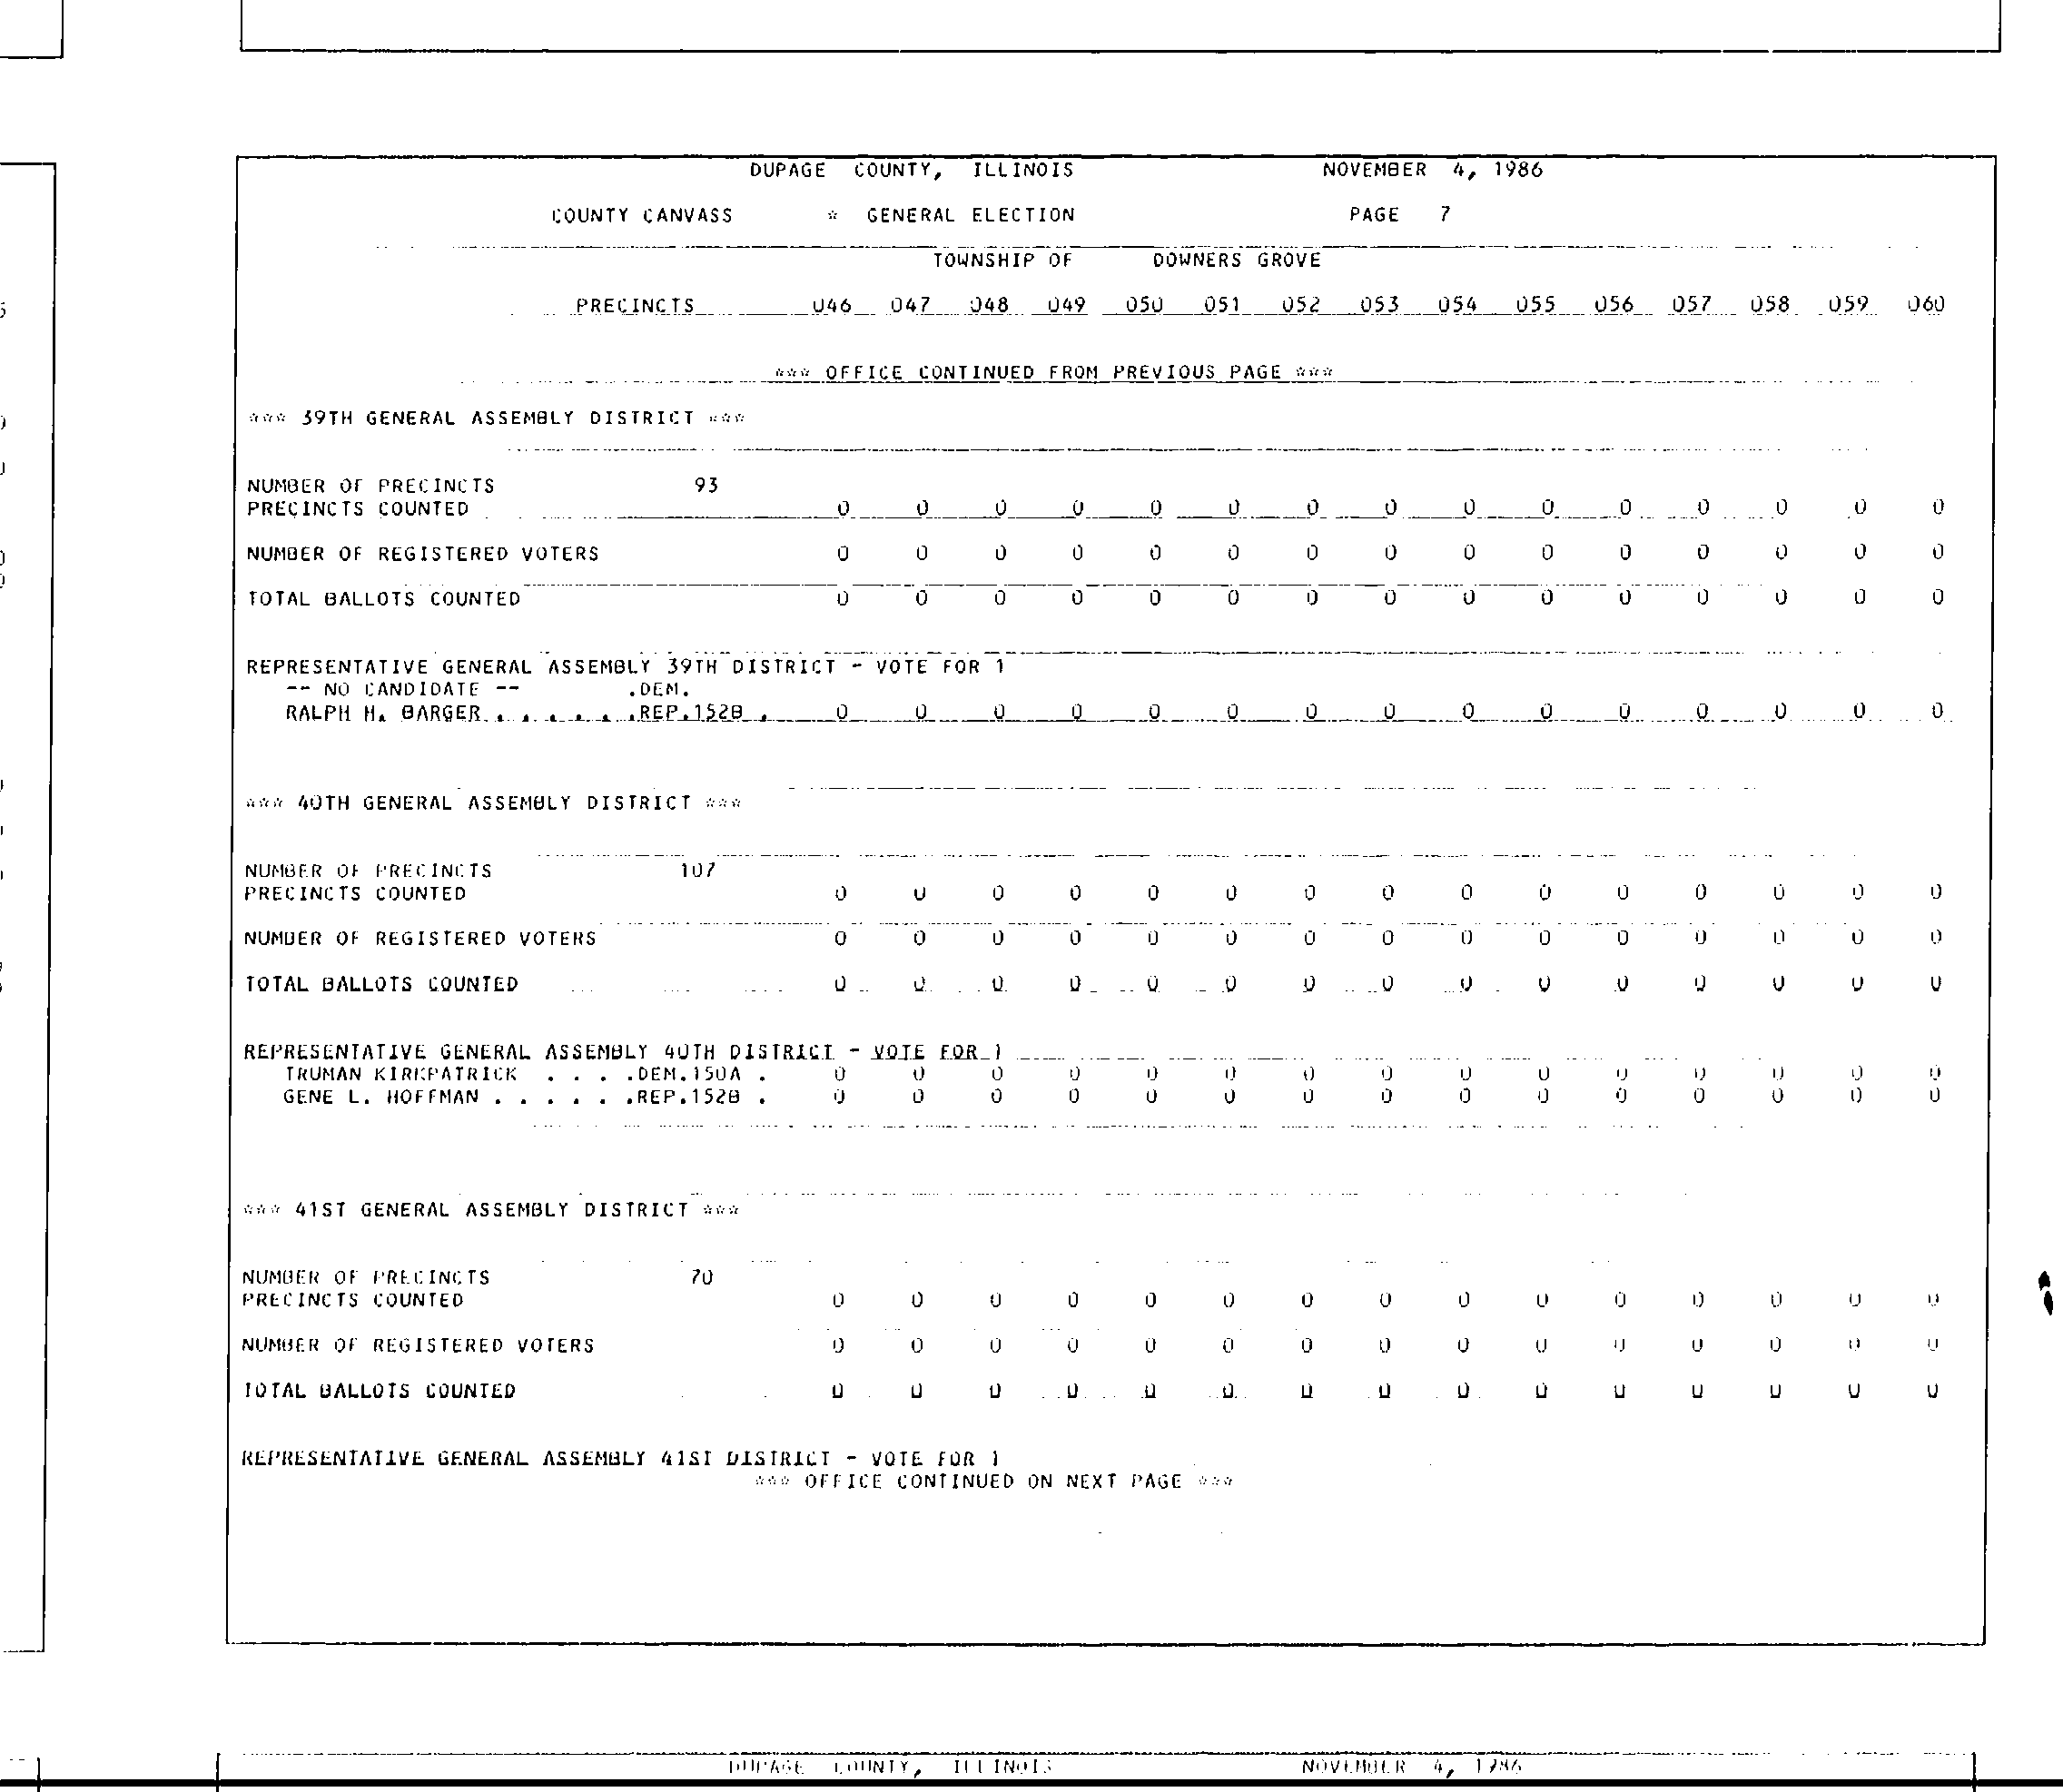 DUPAGE COUNTY, ILLINOIS NOVEMBER 4, 1986
COUNTY CANVASS * GENERAL ELECTION PAGE 7
TOWNSHIP OF DOWNERS GROVE
PRECINCTS 046 047 048 049 050 051 052 053 054 055 056 057 058 059 060
*** OFFICE CONTINUED FROM PREVIOUS PAGE ***
*** 39TH GENERAL ASSEMBLY DISTRICT ***
NUMBER OF PRECINCTS 93
PRECINCTS COUNTED 0 0 0 0 0 0 0 0 0 0 0 0 0 0 0
NUMBER OF REGISTERED VOTERS 0 0 0 0 0 0 0 0 0 0 0 0 0 0 0
TOTAL BALLOTS COUNTED 0 0 0 0 0 0 0 0 0 0 0 0 0 0 0
REPRESENTATIVE GENERAL ASSEMBLY 39TH DISTRICT - VOTE FOR 1
-- NO CANDIDATE -- .DEM.
RALPH H. BARGER . . . . . . .REP.152B . 0 0 0 0 0 0 0 0 0 0 0 0 0 0 0
*** 40TH GENERAL ASSEMBLY DISTRICT ***
NUMBER OF PRECINCTS 107
PRECINCTS COUNTED 0 0 0 0 0 0 0 0 0 0 0 0 0 0 0
NUMBER OF REGISTERED VOTERS 0 0 0 0 0 0 0 0 0 0 0 0 0 0 0
TOTAL BALLOTS COUNTED 0 0 0 0 0 0 0 0 0 0 0 0 0 0 0
REPRESENTATIVE GENERAL ASSEMBLY 40TH DISTRICT - VOTE FOR 1
TRUMAN KIRKPATRICK . . . .DEM.150A . 0 0 0 0 0 0 0 0 0 0 0 0 0 0 0
GENE L. HOFFMAN . . . . . .REP.152B . 0 0 0 0 0 0 0 0 0 0 0 0 0 0 0
*** 41ST GENERAL ASSEMBLY DISTRICT ***
NUMBER OF PRECINCTS 70
PRECINCTS COUNTED 0 0 0 0 0 0 0 0 0 0 0 0 0 0 0
NUMBER OF REGISTERED VOTERS 0 0 0 0 0 0 0 0 0 0 0 0 0 0 0
TOTAL BALLOTS COUNTED 0 0 0 0 0 0 0 0 0 0 0 0 0 0 0
REPRESENTATIVE GENERAL ASSEMBLY 41ST DISTRICT - VOTE FOR 1
*** OFFICE CONTINUED ON NEXT PAGE ***
DUPAGE COUNTY, ILLINOIS NOVEMBER 4, 1986